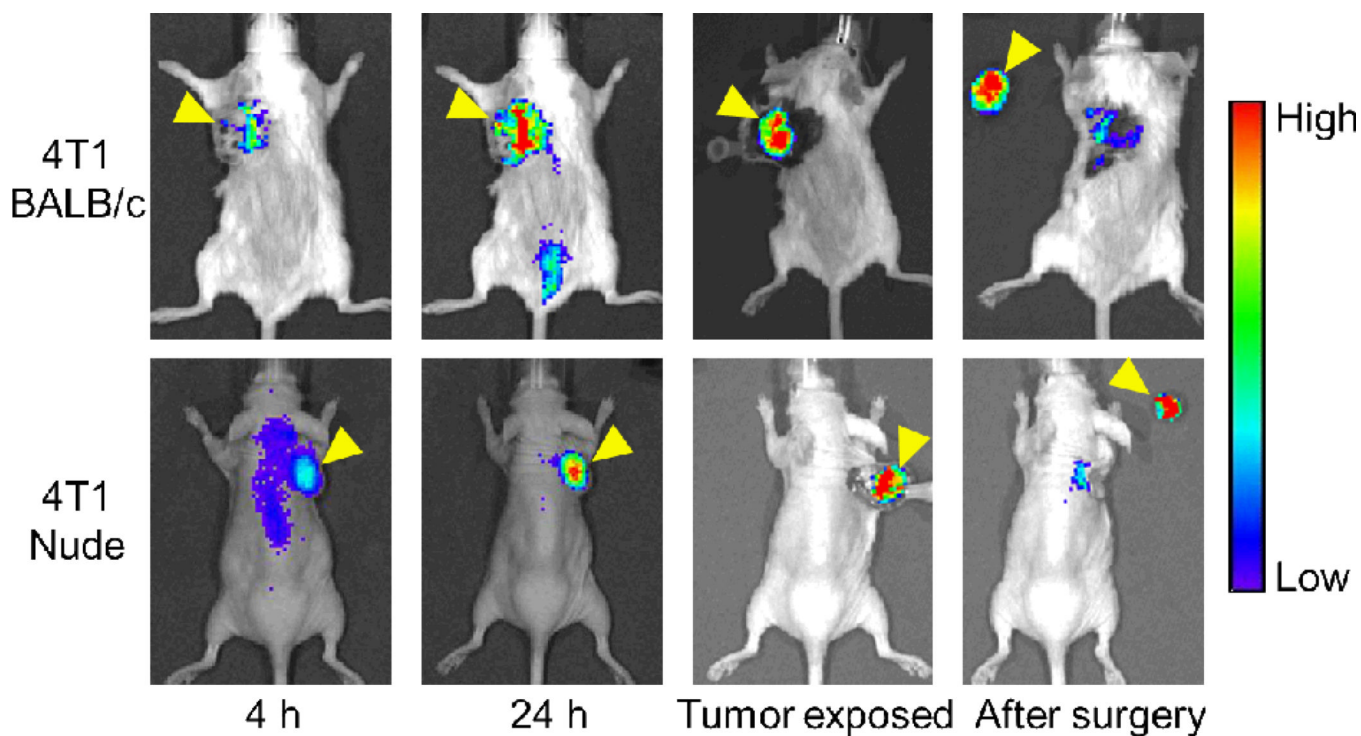 4T1
BALB/c
High
4T1
Nude
Low
4 h
24 h
Tumor exposed
After surgery